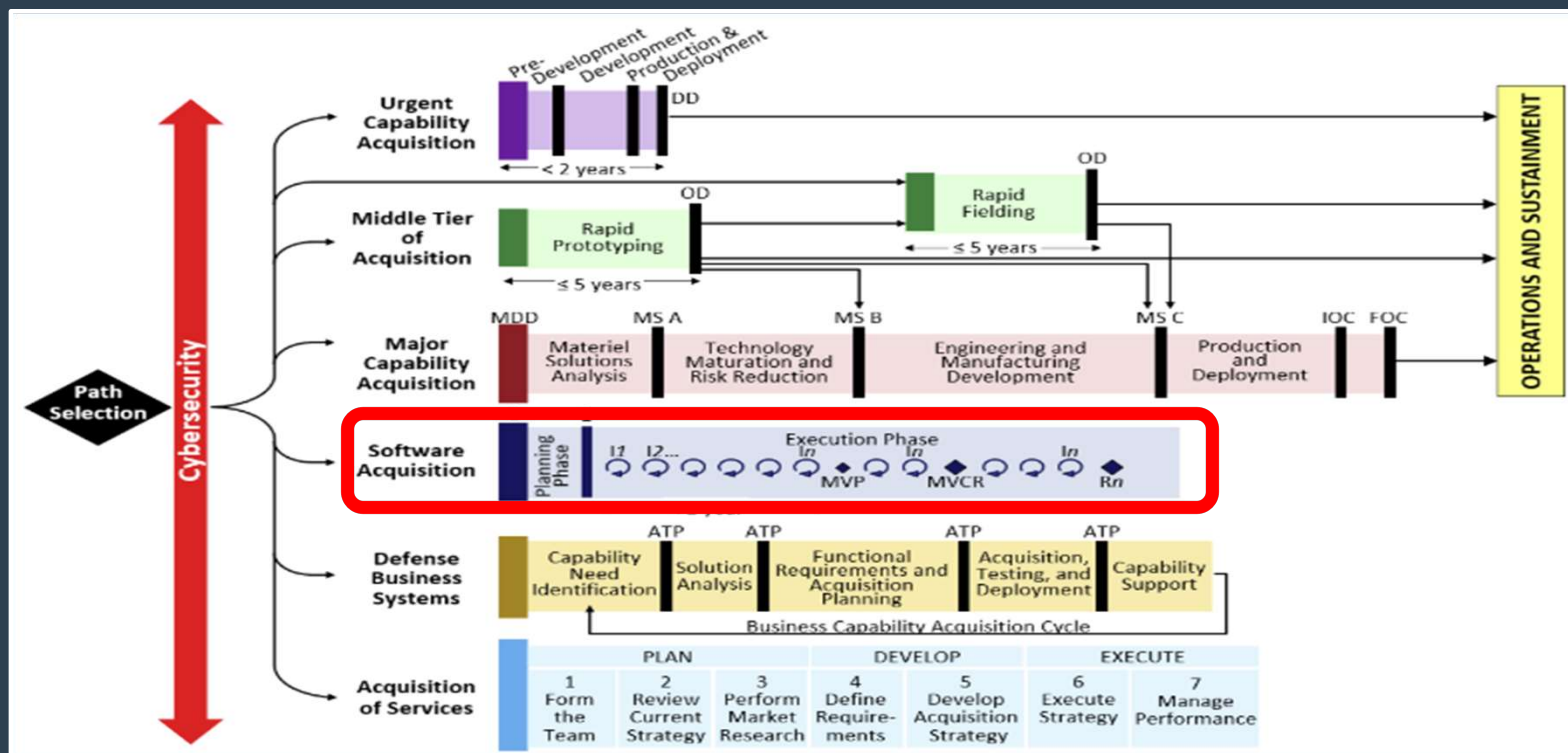 Pre-
Development
Development
Production &
Deployment
Urgent
Capability
Acquisition
DD
< 2 years
OD
Rapid
Fielding
≤ 5 years
Middle Tier
of
Acquisition
OD
Rapid
Prototyping
≤ 5 years
MDD
MS A
MS B
MS C
IOC
FOC
Major
Capability
Acquisition
Materiel
Solutions
Analysis
Technology
Maturation and
Risk Reduction
Engineering and
Manufacturing
Development
Production
and
Deployment
OPERATIONS AND SUSTAINMENT
Path
Selection
Cybersecurity
Software
Acquisition
Planning
Phase
Execution Phase
I1
I2...
In
In
In
MVP
MVCR
Rn
Defense
Business
Systems
ATP
ATP
ATP
ATP
Capability
Need
Identification
Solution
Analysis
Functional
Requirements and
Acquisition
Planning
Acquisition,
Testing, and
Deployment
Capability
Support
Business Capability Acquisition Cycle
Acquisition
of Services
PLAN
DEVELOP
EXECUTE
1
Form
the
Team
2
Review
Current
Strategy
3
Perform
Market
Research
4
Define
Require-
ments
5
Develop
Acquisition
Strategy
6
Execute
Strategy
7
Manage
Performance